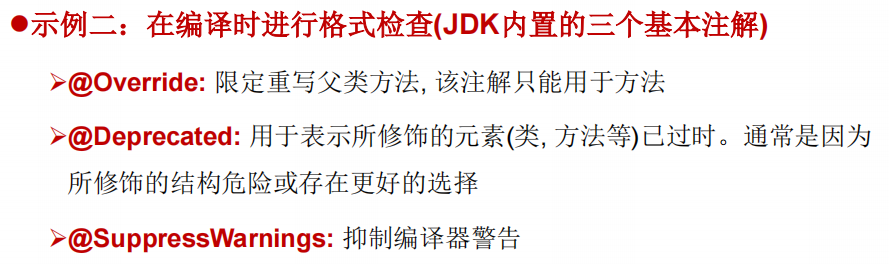 ●示例二：在编译时进行格式检查(JDK内置的三个基本注解)
➢@Override: 限定重写父类方法, 该注解只能用于方法
➢@Deprecated: 用于表示所修饰的元素(类, 方法等)已过时。通常是因为
所修饰的结构危险或存在更好的选择
➢@SuppressWarnings: 抑制编译器警告